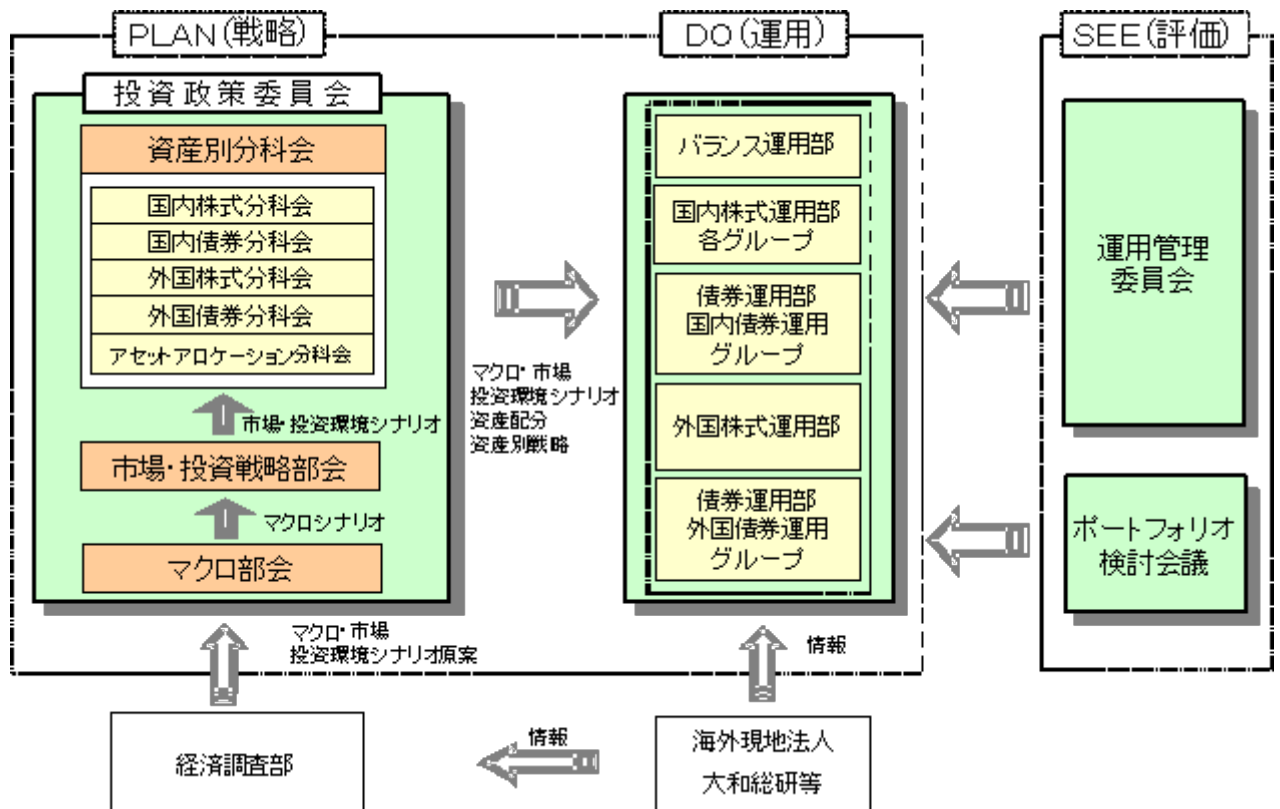 PLAN(戦略)
投資政策委員会
資産別分科会
国内株式分科会
国内債券分科会
外国株式分科会
外国債券分科会
アセットアロケーション分科会
市場・投資環境シナリオ
市場・投資戦略部会
マクロシナリオ
マクロ部会
マクロ・市場
投資環境シナリオ原案
経済調査部
マクロ・市場
投資環境シナリオ
資産配分
資産別戦略
DO(運用)
バランス運用部
国内株式運用部
各グループ
債券運用部
国内債券運用
グループ
外国株式運用部
債券運用部
外国債券運用
グループ
情報
情報
海外現地法人
大和総研等
SEE(評価)
運用管理
委員会
ポートフォリオ
検討会議